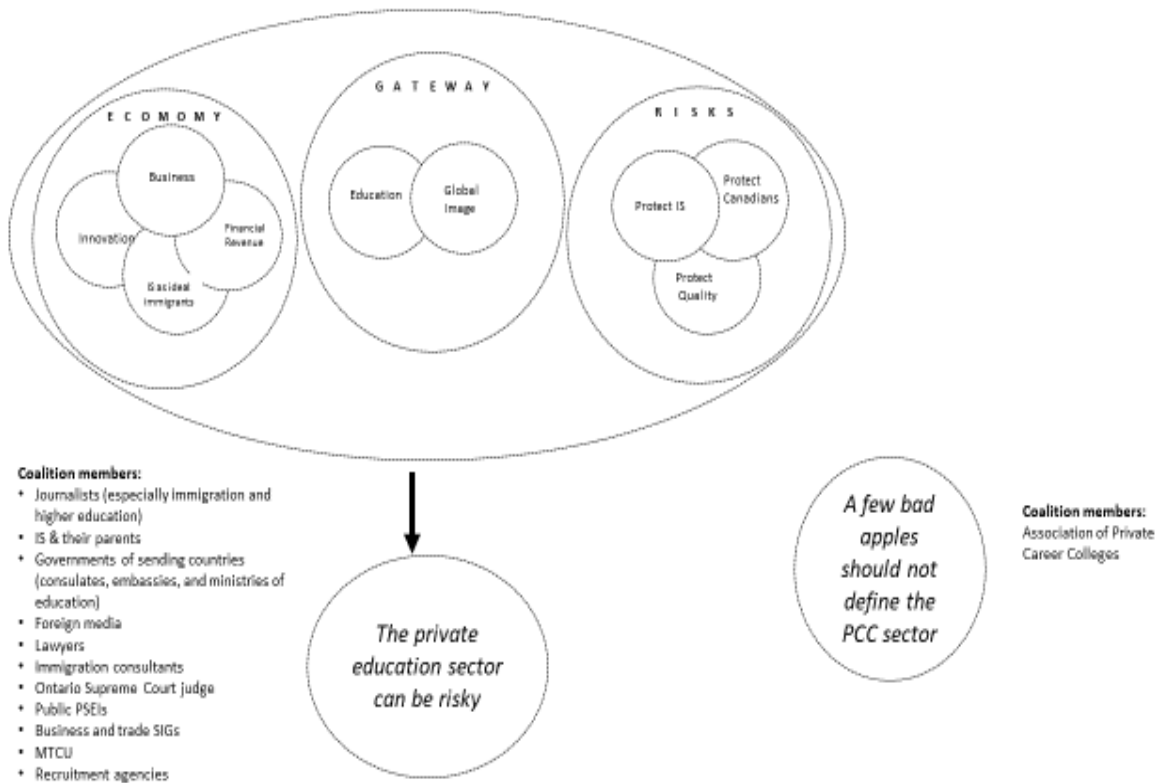 E C O M O M Y
Business
Innovation
Financial
Revenue
IS as ideal
immigrants
G A T E W A Y
Education
Global
Image
R I S K S
Protect IS
Protect
Canadians
Protect
Quality
Coalition members:
• Journalists (especially immigration and
higher education)
• IS & their parents
• Governments of sending countries
(consulates, embassies, and ministries of
education)
• Foreign media
• Lawyers
• Immigration consultants
• Ontario Supreme Court judge
• Public PSEIs
• Business and trade SIGs
• MTCU
• Recruitment agencies
The private
education sector
can be risky
A few bad
apples
should not
define the
PCC sector
Coalition members:
Association of Private
Career Colleges